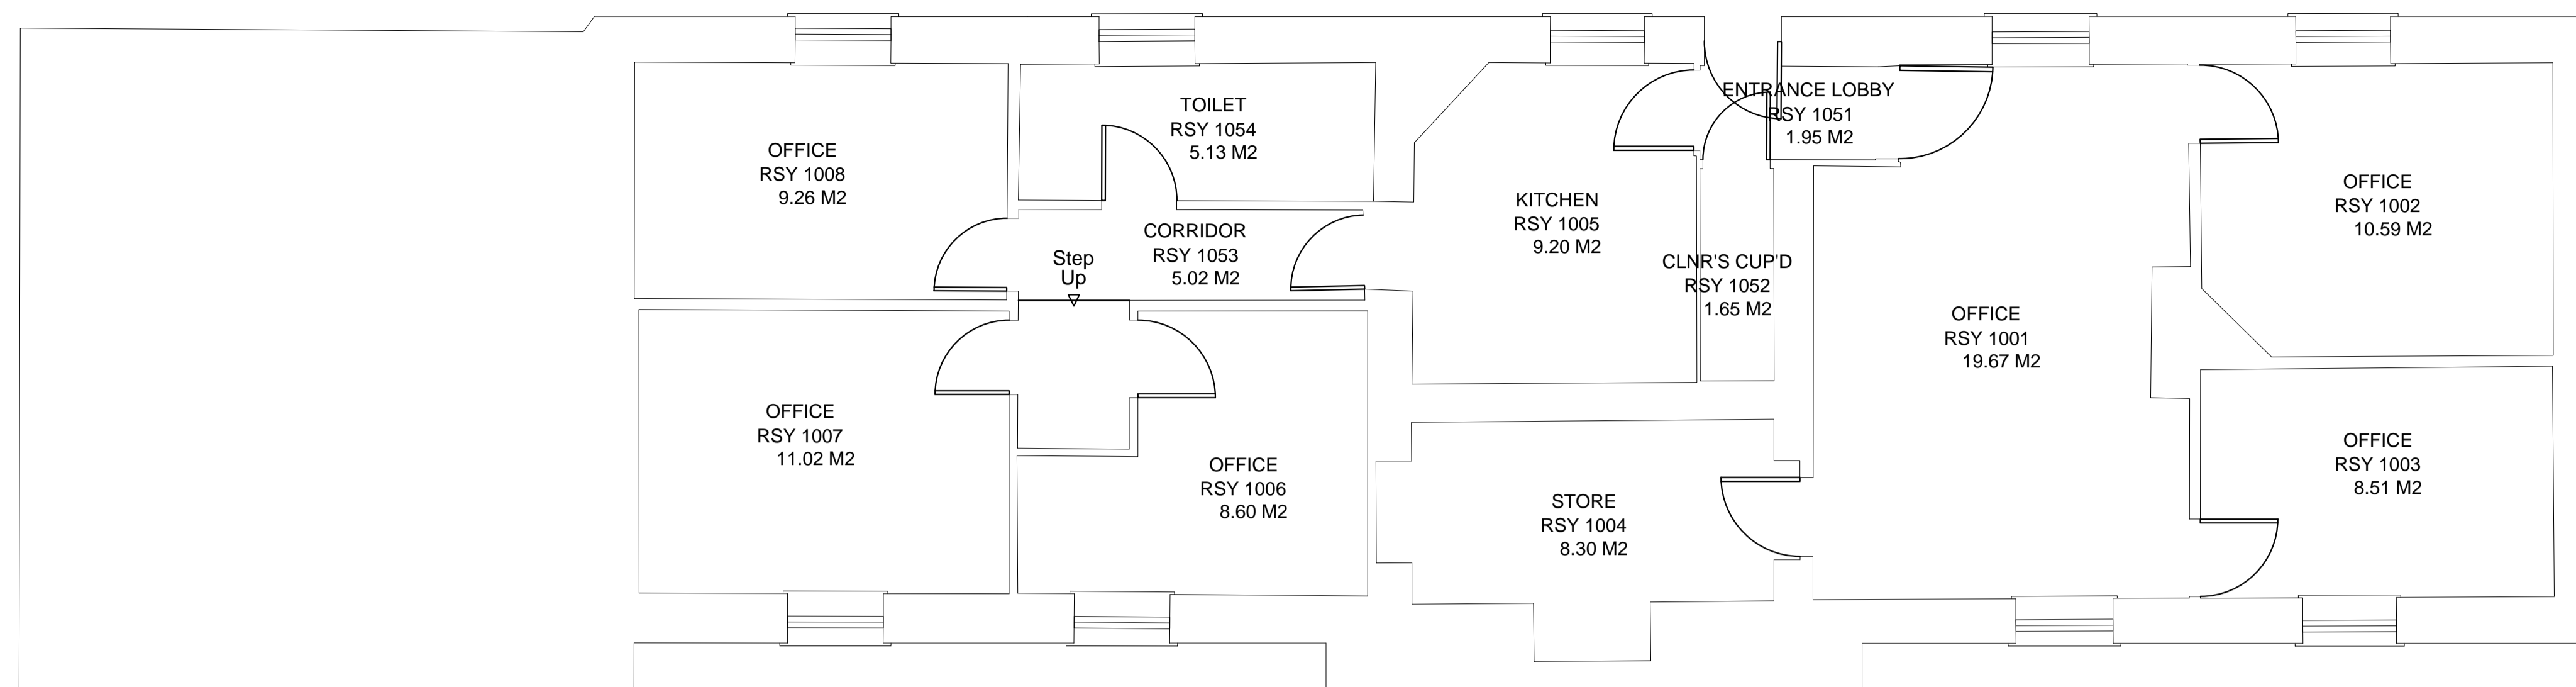 OFFICE
RSY 1008
9.26 M2
TOILET
RSY 1054
5.13 M2
CORRIDOR
RSY 1053
5.02 M2
Step
Up
KITCHEN
RSY 1005
9.20 M2
ENTRANCE LOBBY
RSY 1051
1.95 M2
CLNR'S CUP'D
RSY 1052
1.65 M2
OFFICE
RSY 1001
19.67 M2
OFFICE
RSY 1002
10.59 M2
OFFICE
RSY 1007
11.02 M2
OFFICE
RSY 1006
8.60 M2
STORE
RSY 1004
8.30 M2
OFFICE
RSY 1003
8.51 M2